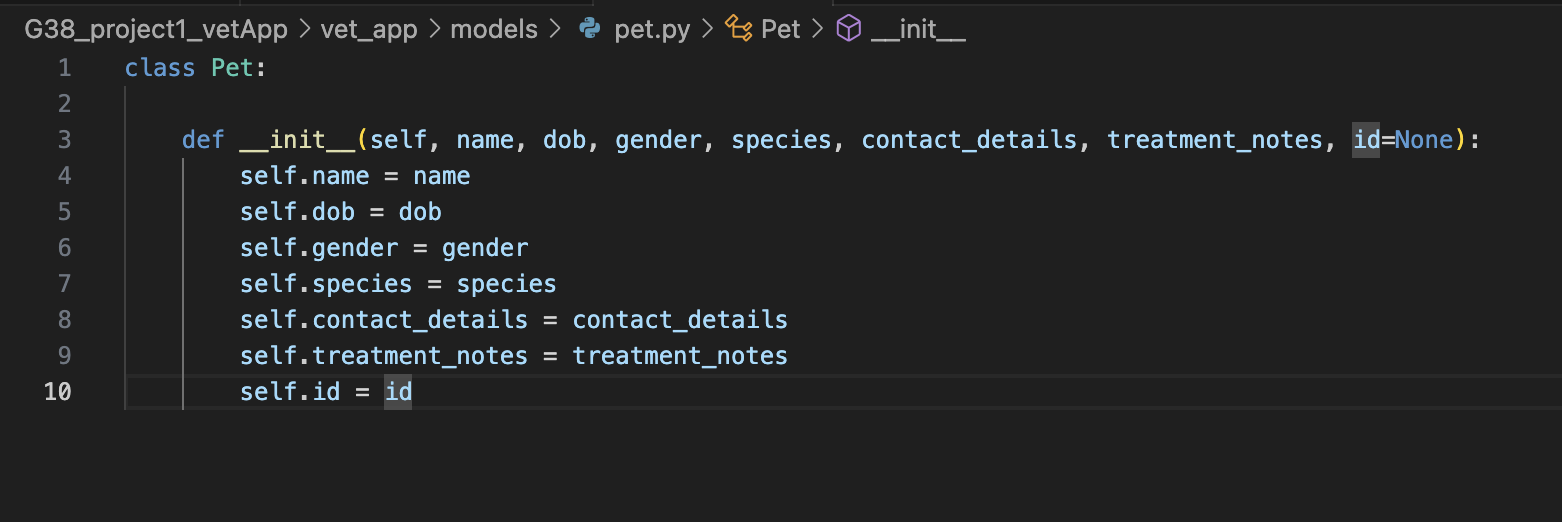 G38_project1_vetApp > vet_app > models > pet.py > Pet > __init__
1 class Pet:
2
3 def __init__(self, name, dob, gender, species, contact_details, treatment_notes, id=None):
4 self.name = name
5 self.dob = dob
6 self.gender = gender
7 self.species = species
8 self.contact_details = contact_details
9 self.treatment_notes = treatment_notes
10 self.id = id